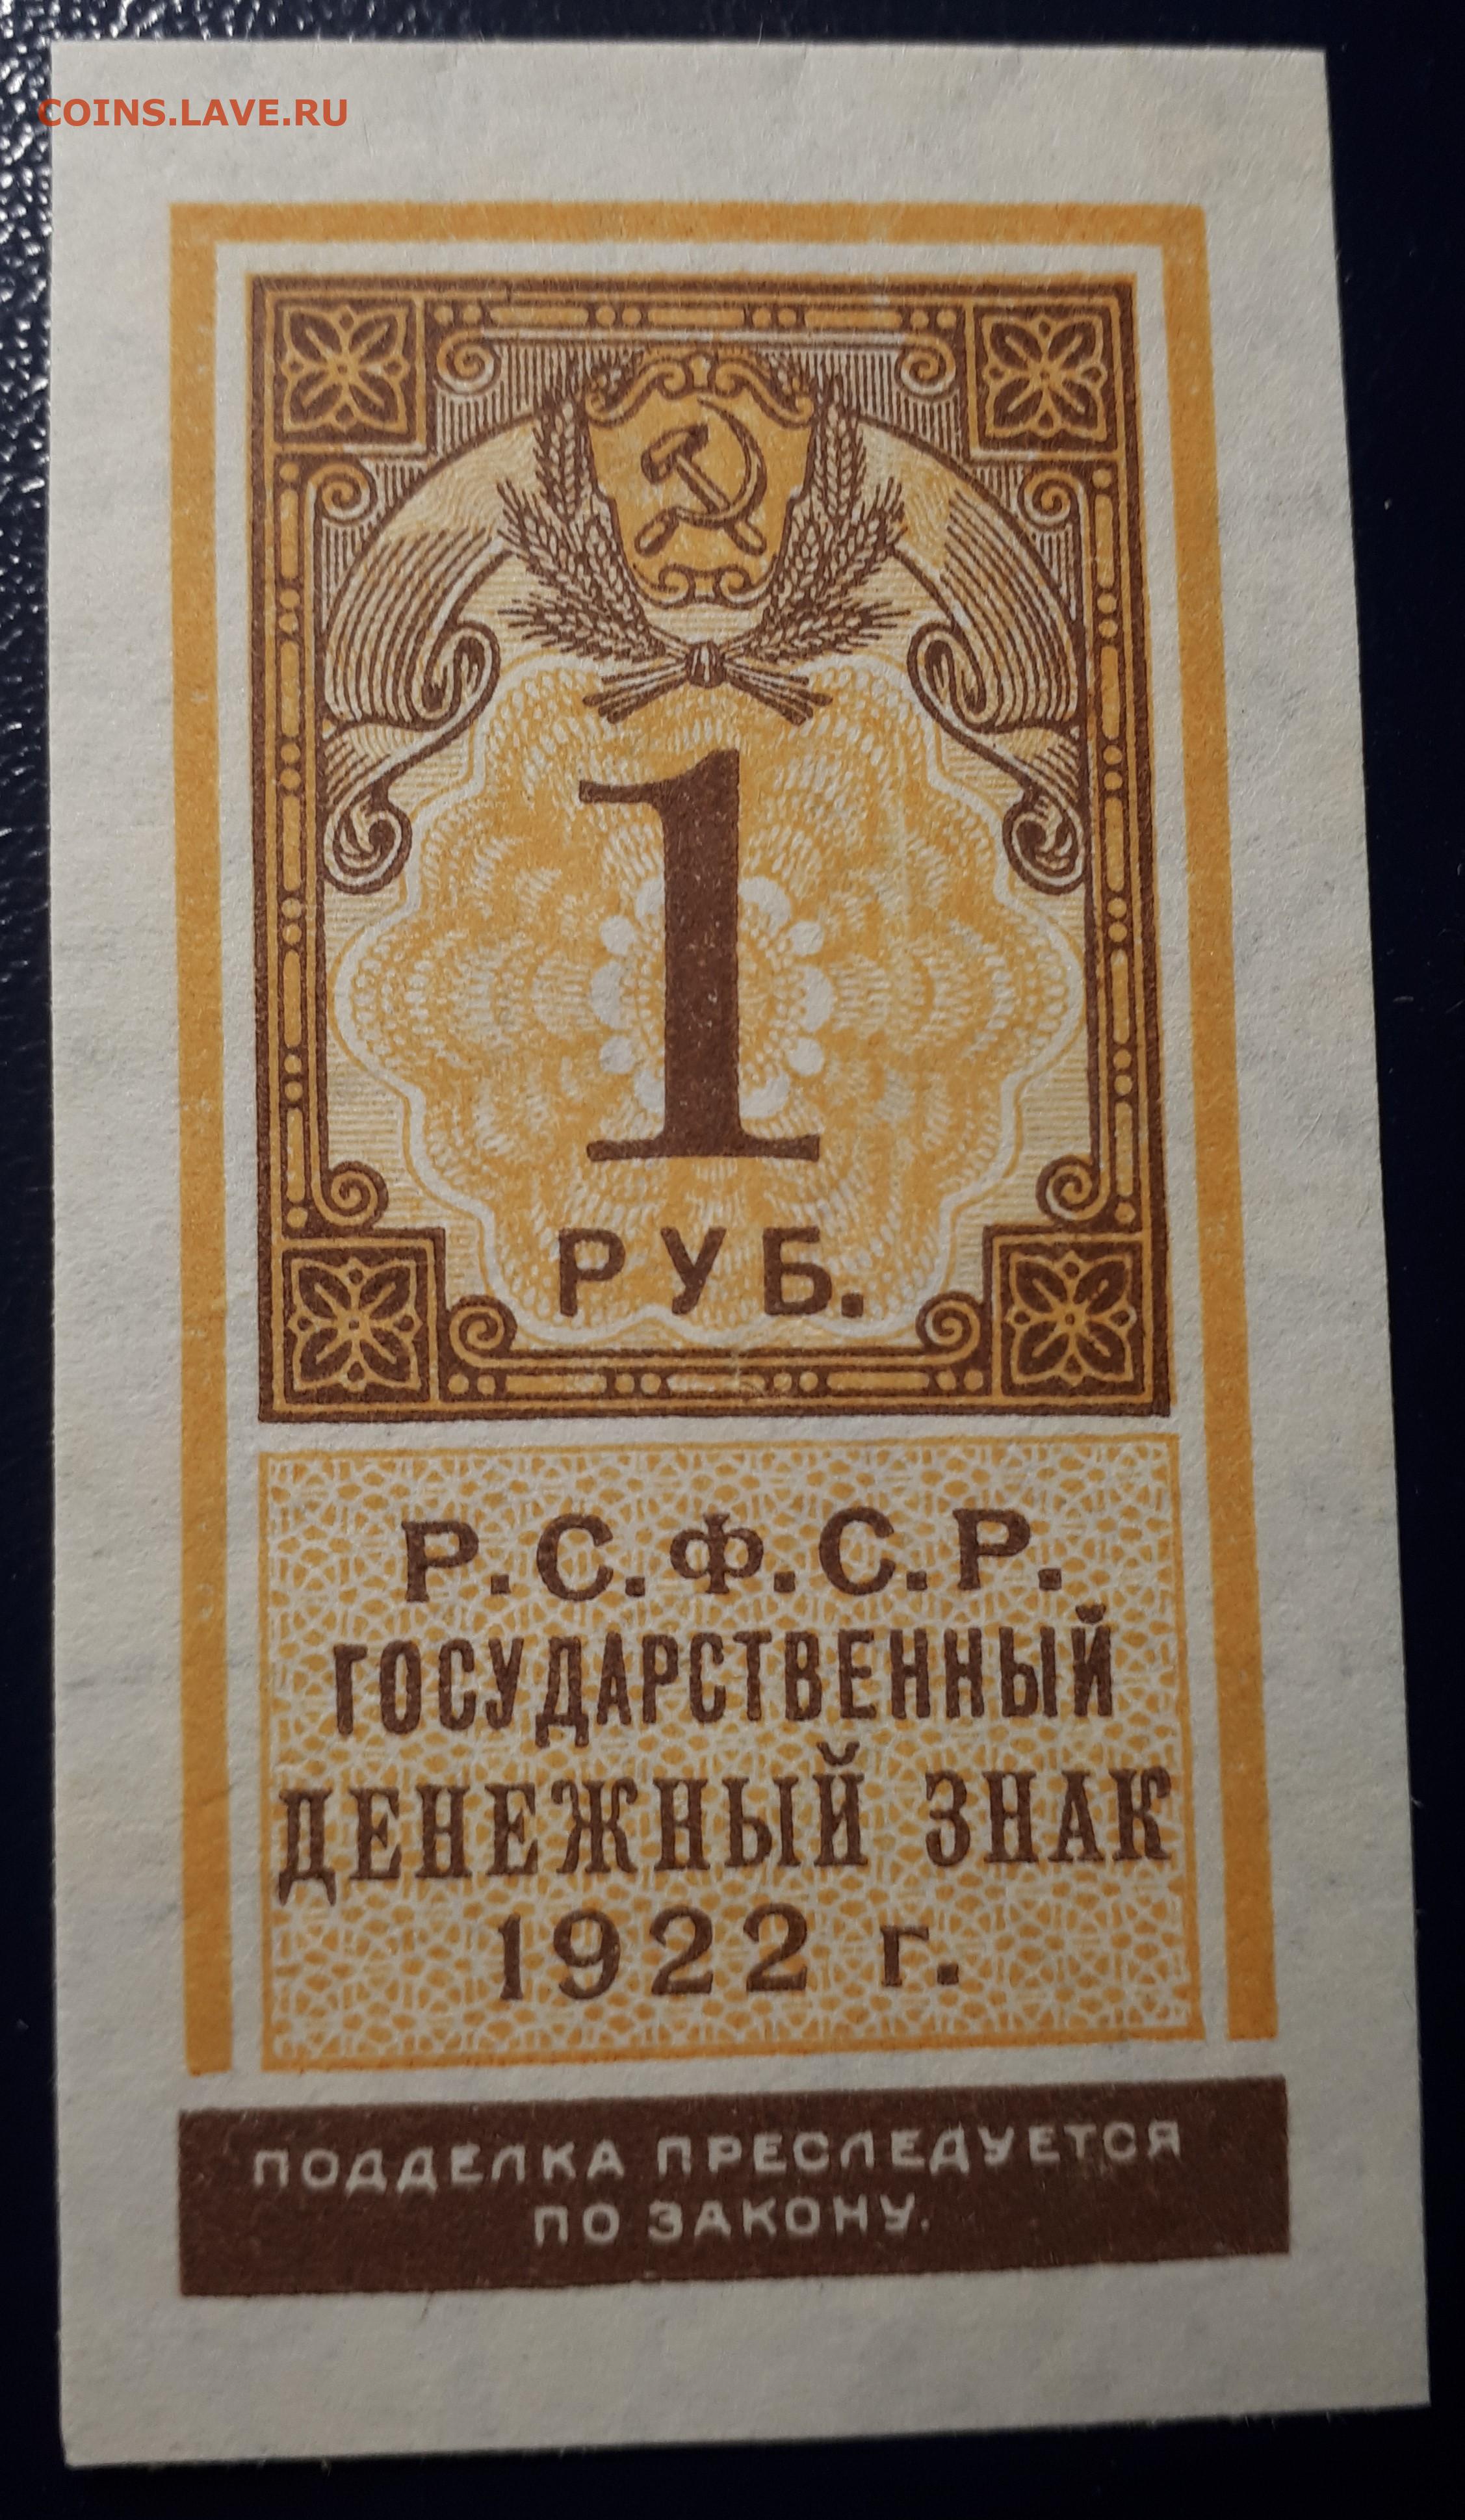 COINS.LAVE.RU
1
РУБ.
Р.С.Ф.С.Р.
ГОСУДАРСТВЕННЫЙ
ДЕНЕЖНЫЙ ЗНАК
1922 г.
ПОДДЕЛКА ПРЕСЛЕДУЕТСЯ
ПО ЗАКОНУ.